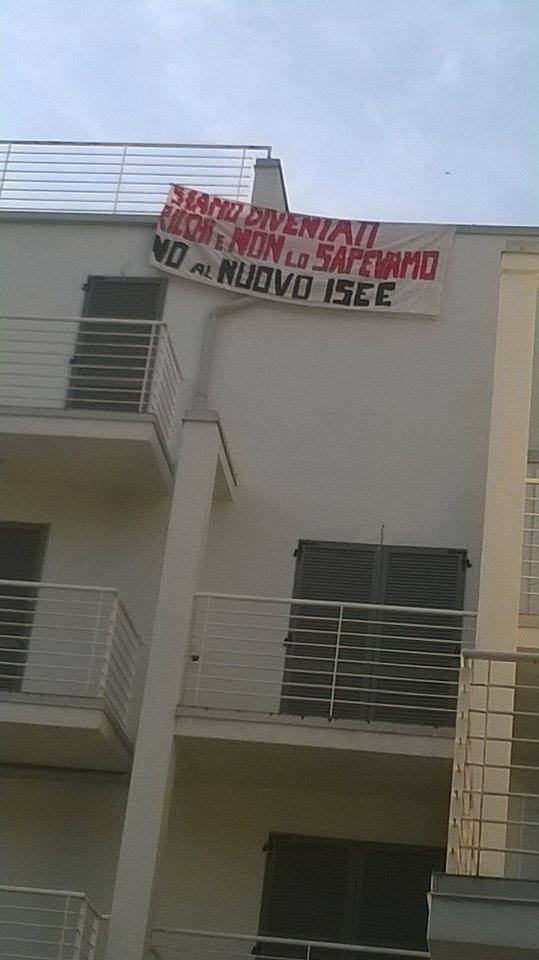 SIAMO DIVENTATI
RICCHI E NON LO SAPEVAMO
NO AL NUOVO ISEE